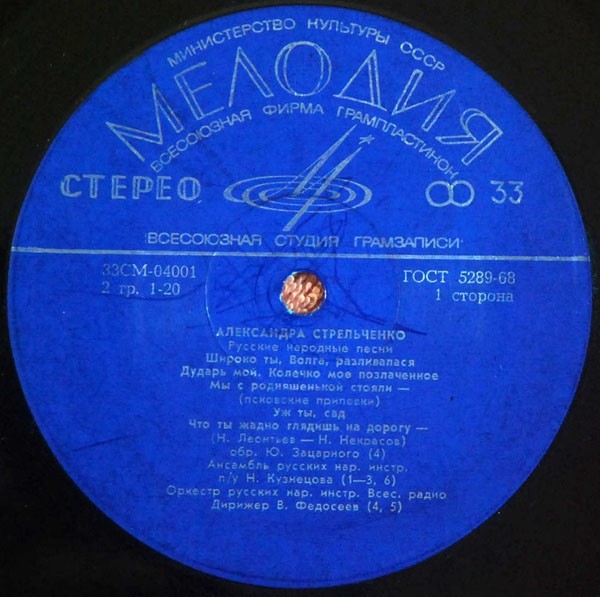 МИНИСТЕРСТВО КУЛЬТУРЫ СССР
МЕЛОДИЯ
ВСЕСОЮЗНАЯ ФИРМА ГРАМПЛАСТИНОК
СТЕРЕО 33
ВСЕСОЮЗНАЯ СТУДИЯ ГРАМЗАПИСИ
33СМ-04001 ГОСТ 5289-68
2 гр. 1-20 1 сторона
АЛЕКСАНДРА СТРЕЛЬЧЕНКО
Русские народные песни
Широко ты, Волга, разливалася
Дударь мой. Колечко мое позлаченное
Мы с родняшенькой стояли —
(псковские припевки)
Уж ты, сад
Что ты жадно глядишь на дорогу —
(Н. Леонтьев — Н. Некрасов)
обр. Ю. Зацарного (4)
Ансамбль русских нар. инстр.
п/у Н. Кузнецова (1—3, 6)
Оркестр русских нар. инстр. Всес. радио
Дирижер В. Федосеев (4, 5)